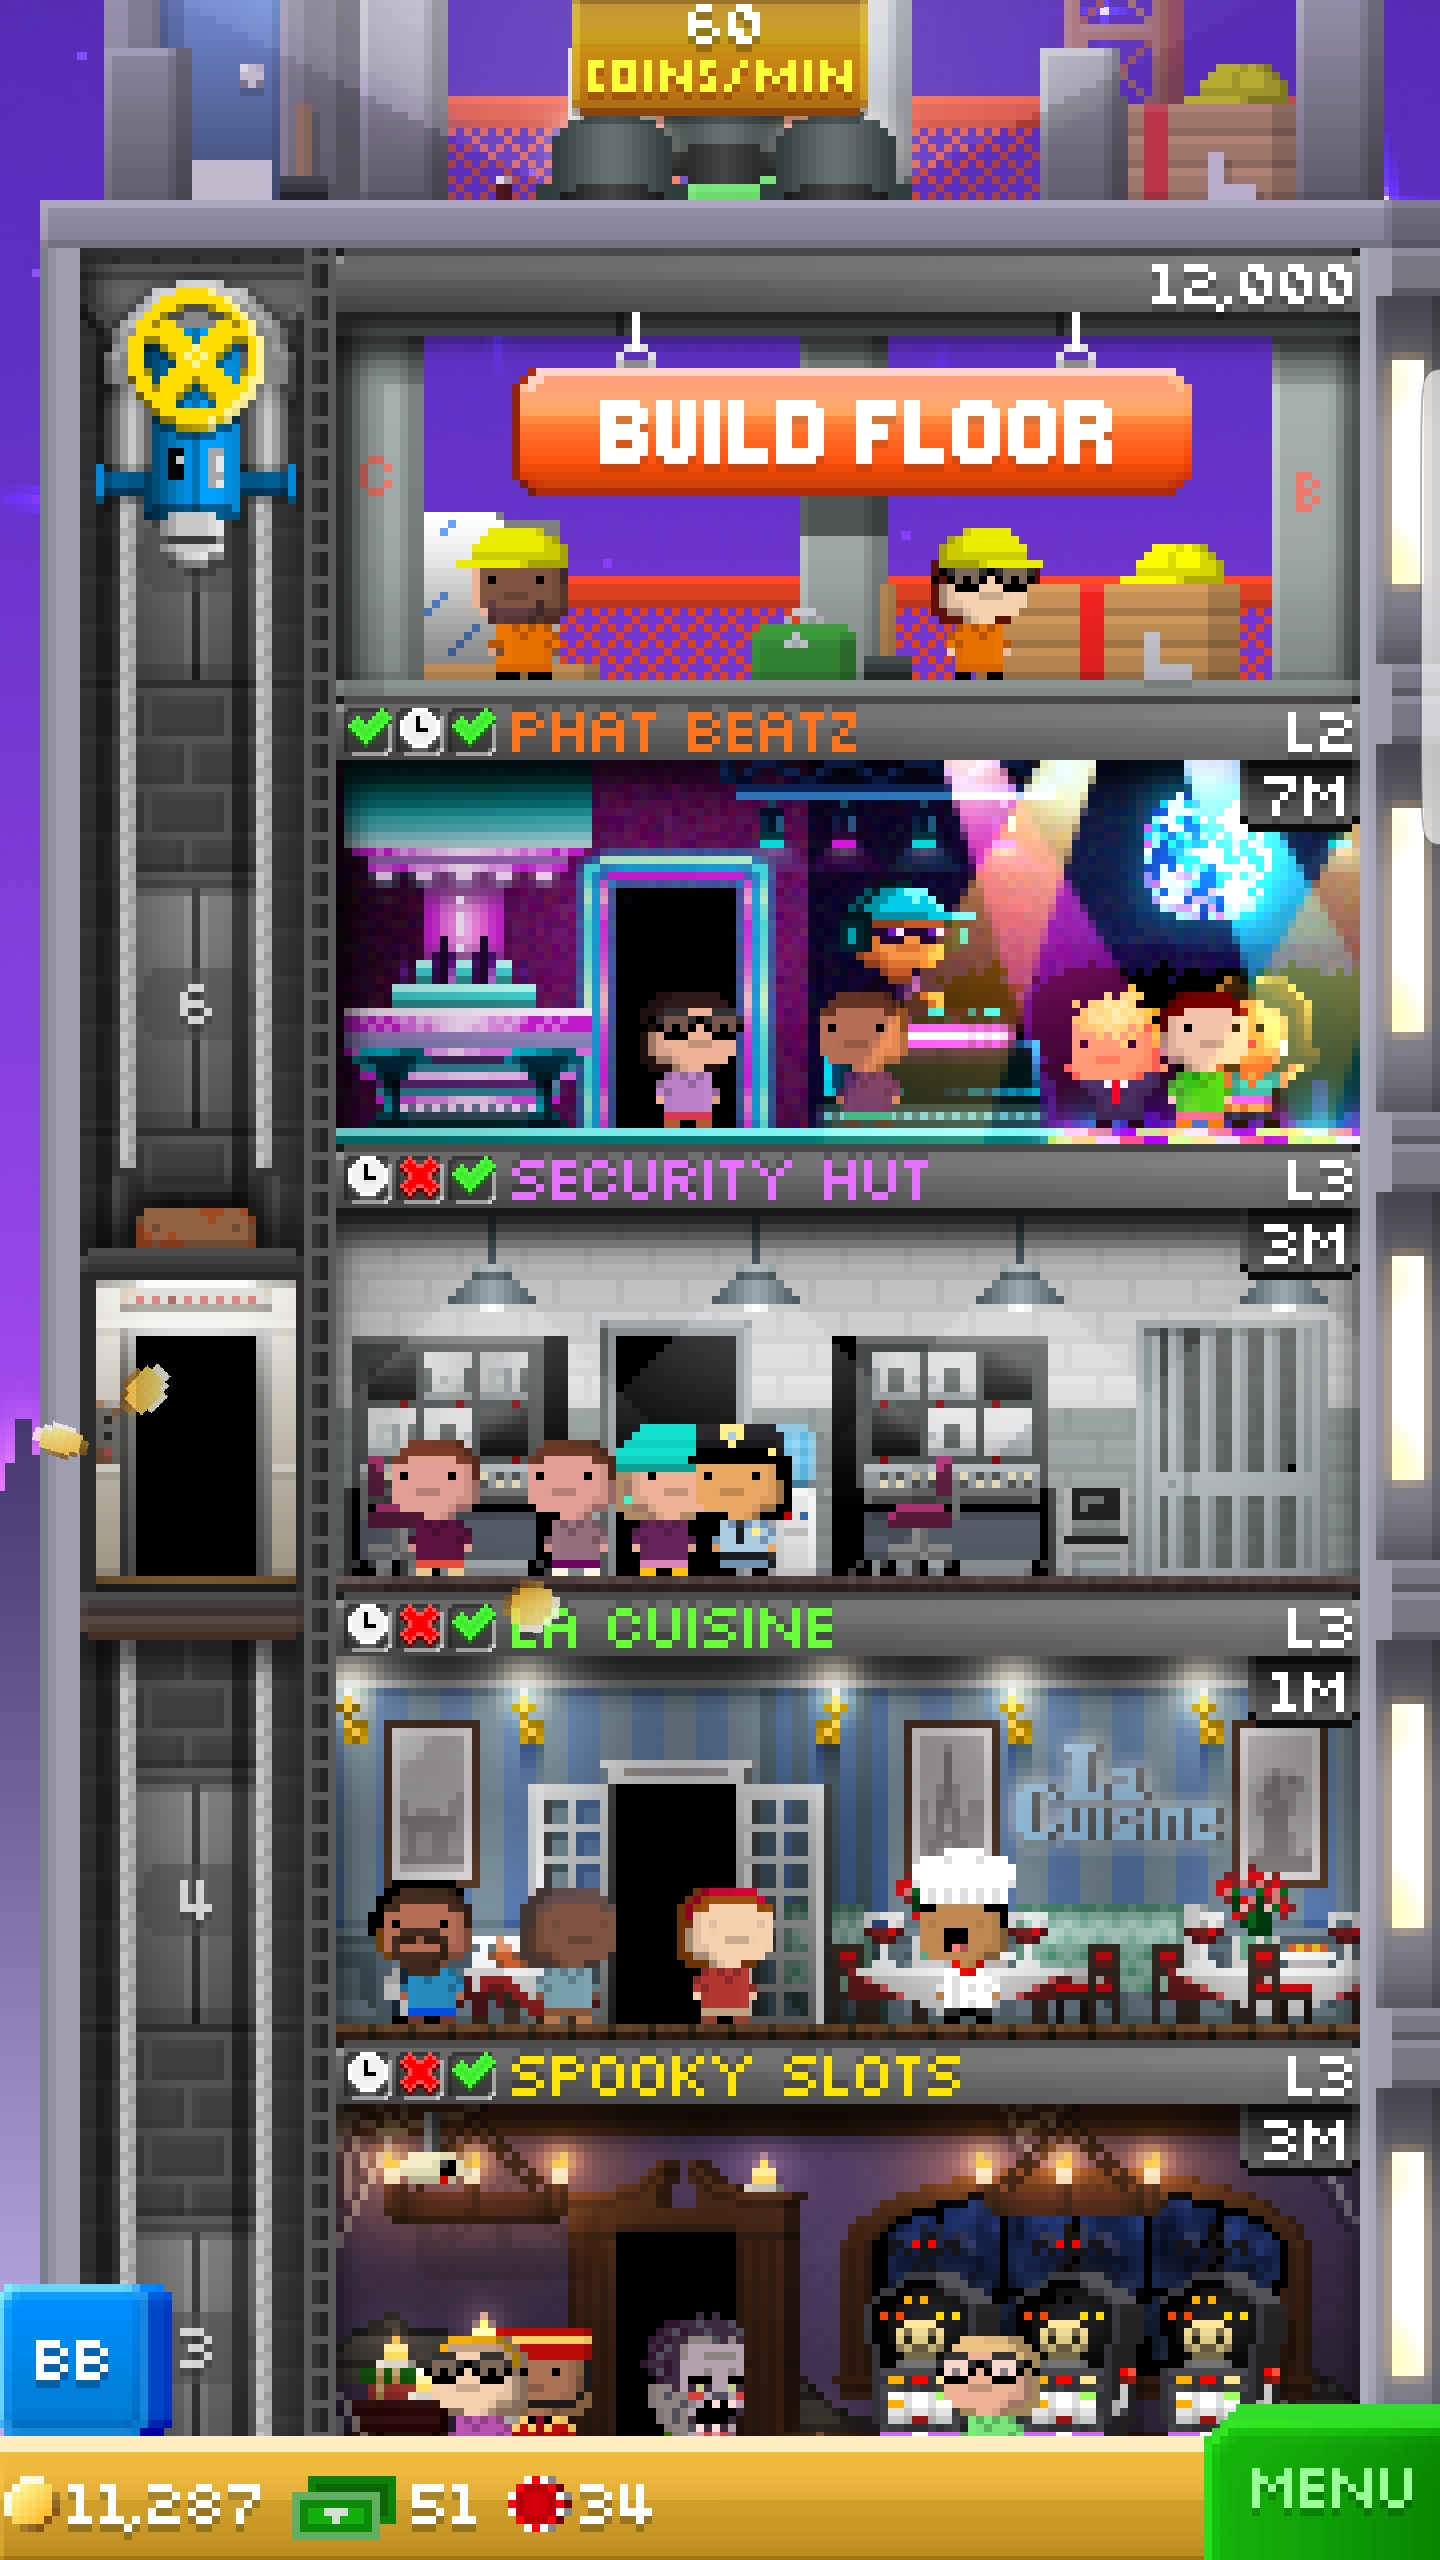 60
COINS/MIN
12,000
BUILD FLOOR
C
B
PHAT BEATZ
L2
7M
6
SECURITY HUT
L3
3M
LA CUISINE
L3
1M
La
Cuisine
4
SPOOKY SLOTS
L3
3M
BB
3
11,287
51
34
MENU